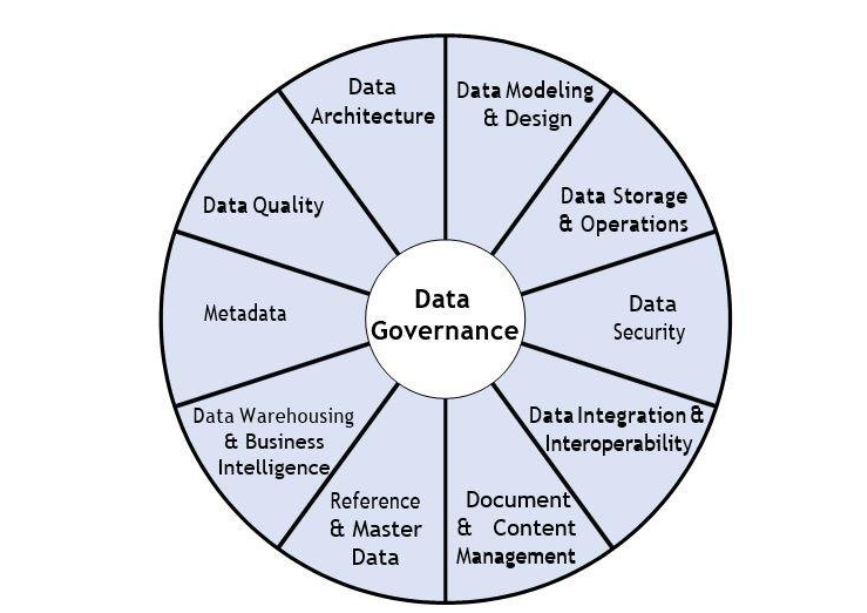 Data
Architecture
Data Modeling
& Design
Data Storage
& Operations
Data
Security
Data Integration &
Interoperability
Document
& Content
Management
Reference
& Master
Data
Data Warehousing
& Business
Intelligence
Metadata
Data Quality
Data
Governance